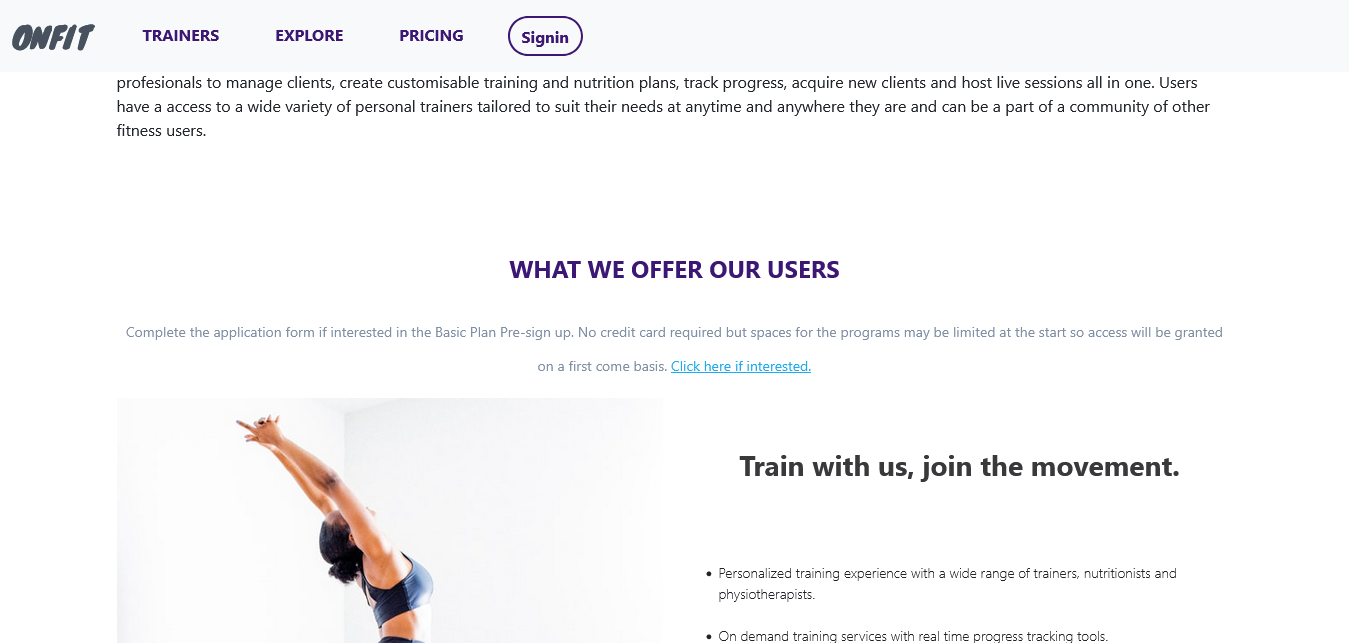 ONFIT
TRAINERS
EXPLORE
PRICING
Signin
profesionals to manage clients, create customisable training and nutrition plans, track progress, acquire new clients and host live sessions all in one. Users
have a access to a wide variety of personal trainers tailored to suit their needs at anytime and anywhere they are and can be a part of a community of other
fitness users.
WHAT WE OFFER OUR USERS
Complete the application form if interested in the Basic Plan Pre-sign up. No credit card required but spaces for the programs may be limited at the start so access will be granted
on a first come basis. Click here if interested.
Train with us, join the movement.
• Personalized training experience with a wide range of trainers, nutritionists and
physiotherapists.
• On demand training services with real time progress tracking tools.